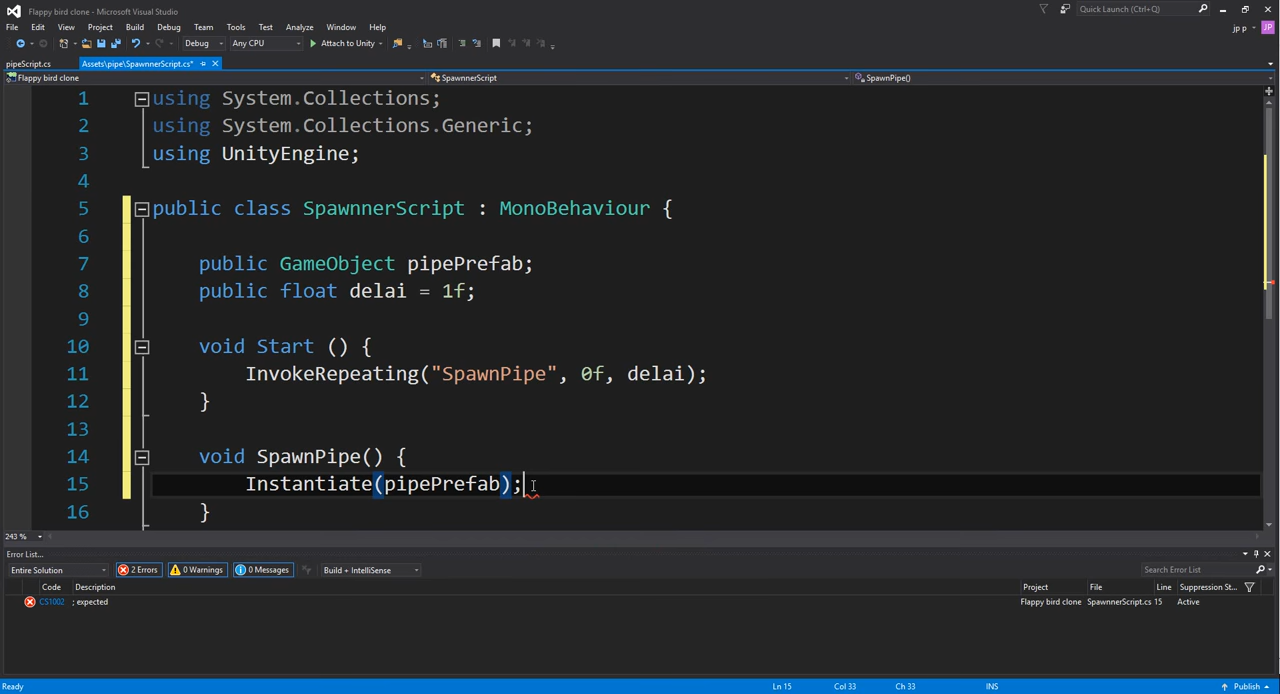 Flappy bird clone - Microsoft Visual Studio
Quick Launch (Ctrl+Q)
File Edit View Project Build Debug Team Tools Test Analyze Window Help
jp p JP
Debug Any CPU Attach to Unity
pipeScript.cs Assets\pipe\SpawnnerScript.cs*
Flappy bird clone SpawnnerScript SpawnPipe()
1 using System.Collections;
2 using System.Collections.Generic;
3 using UnityEngine;
4
5 public class SpawnnerScript : MonoBehaviour {
6
7 public GameObject pipePrefab;
8 public float delai = 1f;
9
10 void Start () {
11 InvokeRepeating("SpawnPipe", 0f, delai);
12 }
13
14 void SpawnPipe() {
15 Instantiate(pipePrefab);
16 }
243 %
Error List...
Entire Solution 2 Errors 0 Warnings 0 Messages Build + IntelliSense Search Error List
Code Description Project File Line Suppression St...
CS1002 ; expected Flappy bird clone SpawnnerScript.cs 15 Active
Ready Ln 15 Col 33 Ch 33 INS Publish